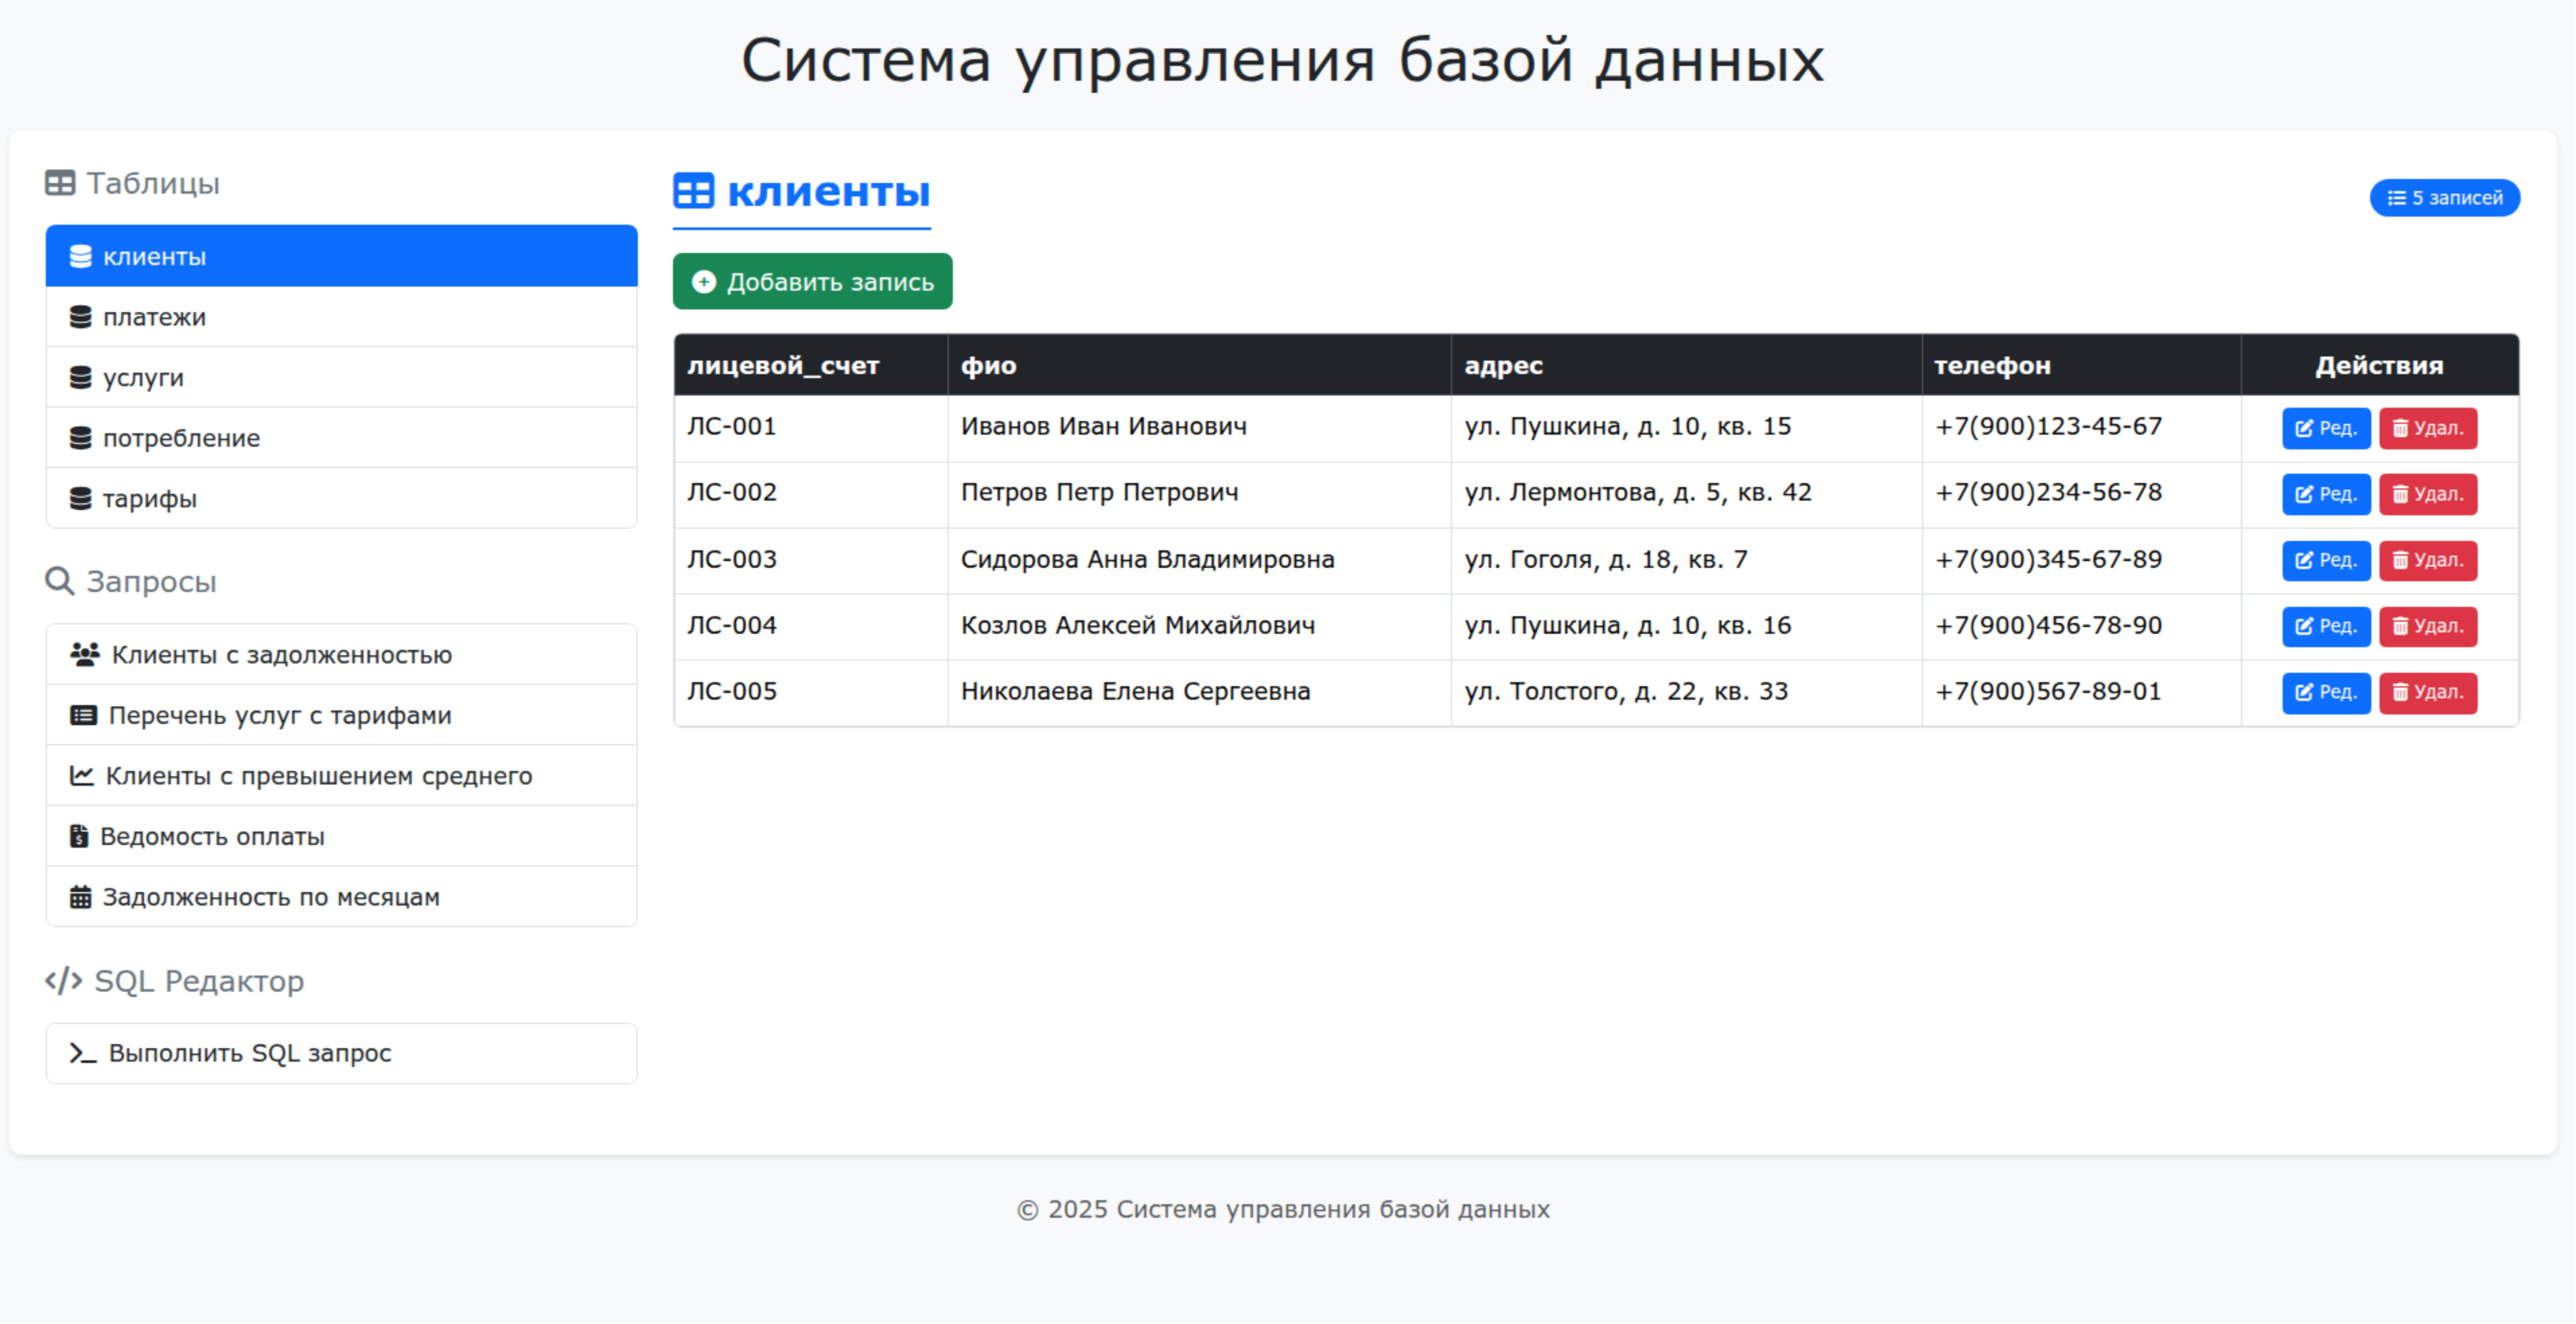 Система управления базой данных
Таблицы
клиенты
платежи
услуги
потребление
тарифы
Запросы
Клиенты с задолженностью
Перечень услуг с тарифами
Клиенты с превышением среднего
Ведомость оплаты
Задолженность по месяцам
SQL Редактор
Выполнить SQL запрос
клиенты
5 записей
Добавить запись
лицевой_счет фио адрес телефон Действия
ЛС-001 Иванов Иван Иванович ул. Пушкина, д. 10, кв. 15 +7(900)123-45-67 Ред. Удал.
ЛС-002 Петров Петр Петрович ул. Лермонтова, д. 5, кв. 42 +7(900)234-56-78 Ред. Удал.
ЛС-003 Сидорова Анна Владимировна ул. Гоголя, д. 18, кв. 7 +7(900)345-67-89 Ред. Удал.
ЛС-004 Козлов Алексей Михайлович ул. Пушкина, д. 10, кв. 16 +7(900)456-78-90 Ред. Удал.
ЛС-005 Николаева Елена Сергеевна ул. Толстого, д. 22, кв. 33 +7(900)567-89-01 Ред. Удал.
© 2025 Система управления базой данных